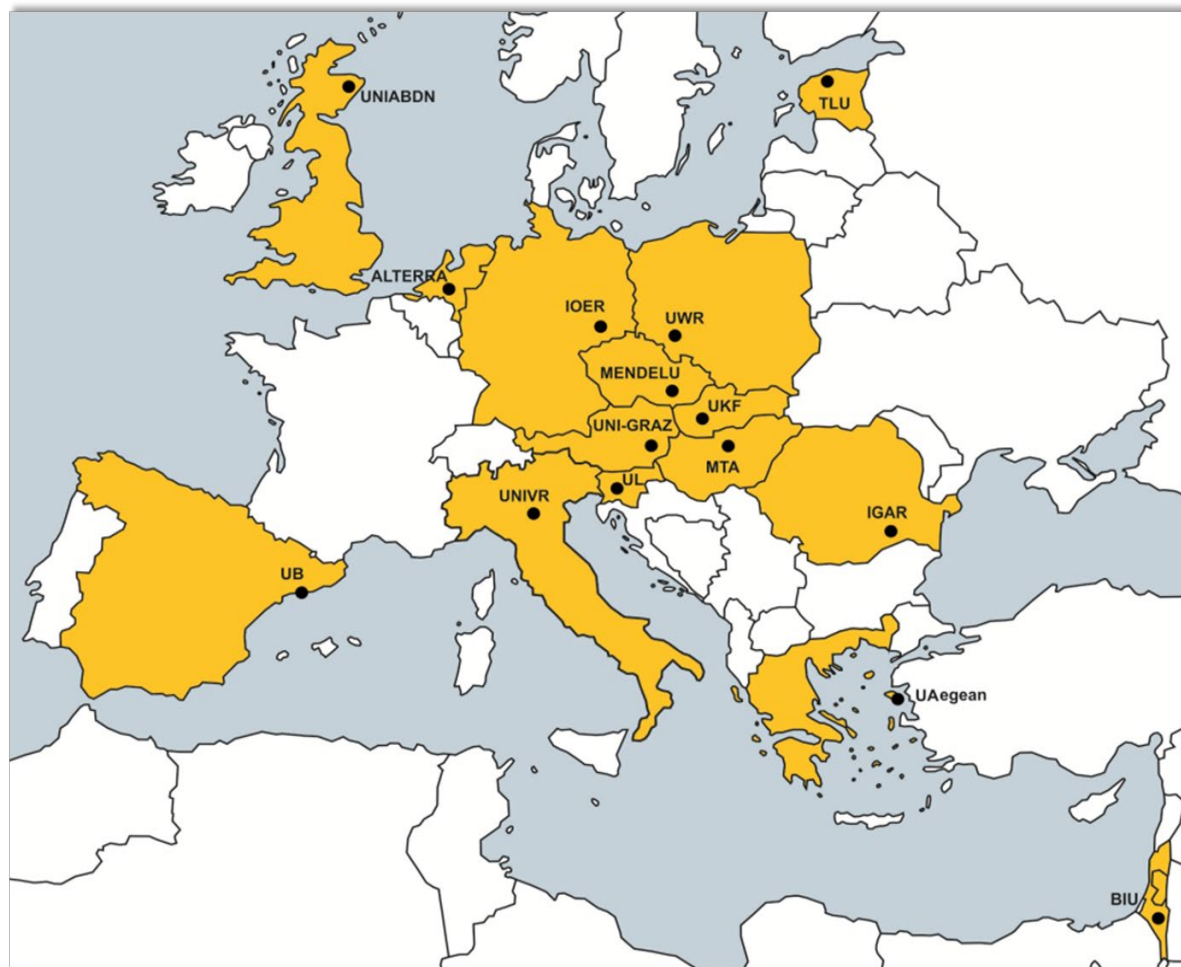 UNIABDN
TLU
ALTERRA
IOER
UWR
MENDELU
UKF
UNI-GRAZ
MTA
UL
UNIVR
IGAR
UB
UAegean
BIU